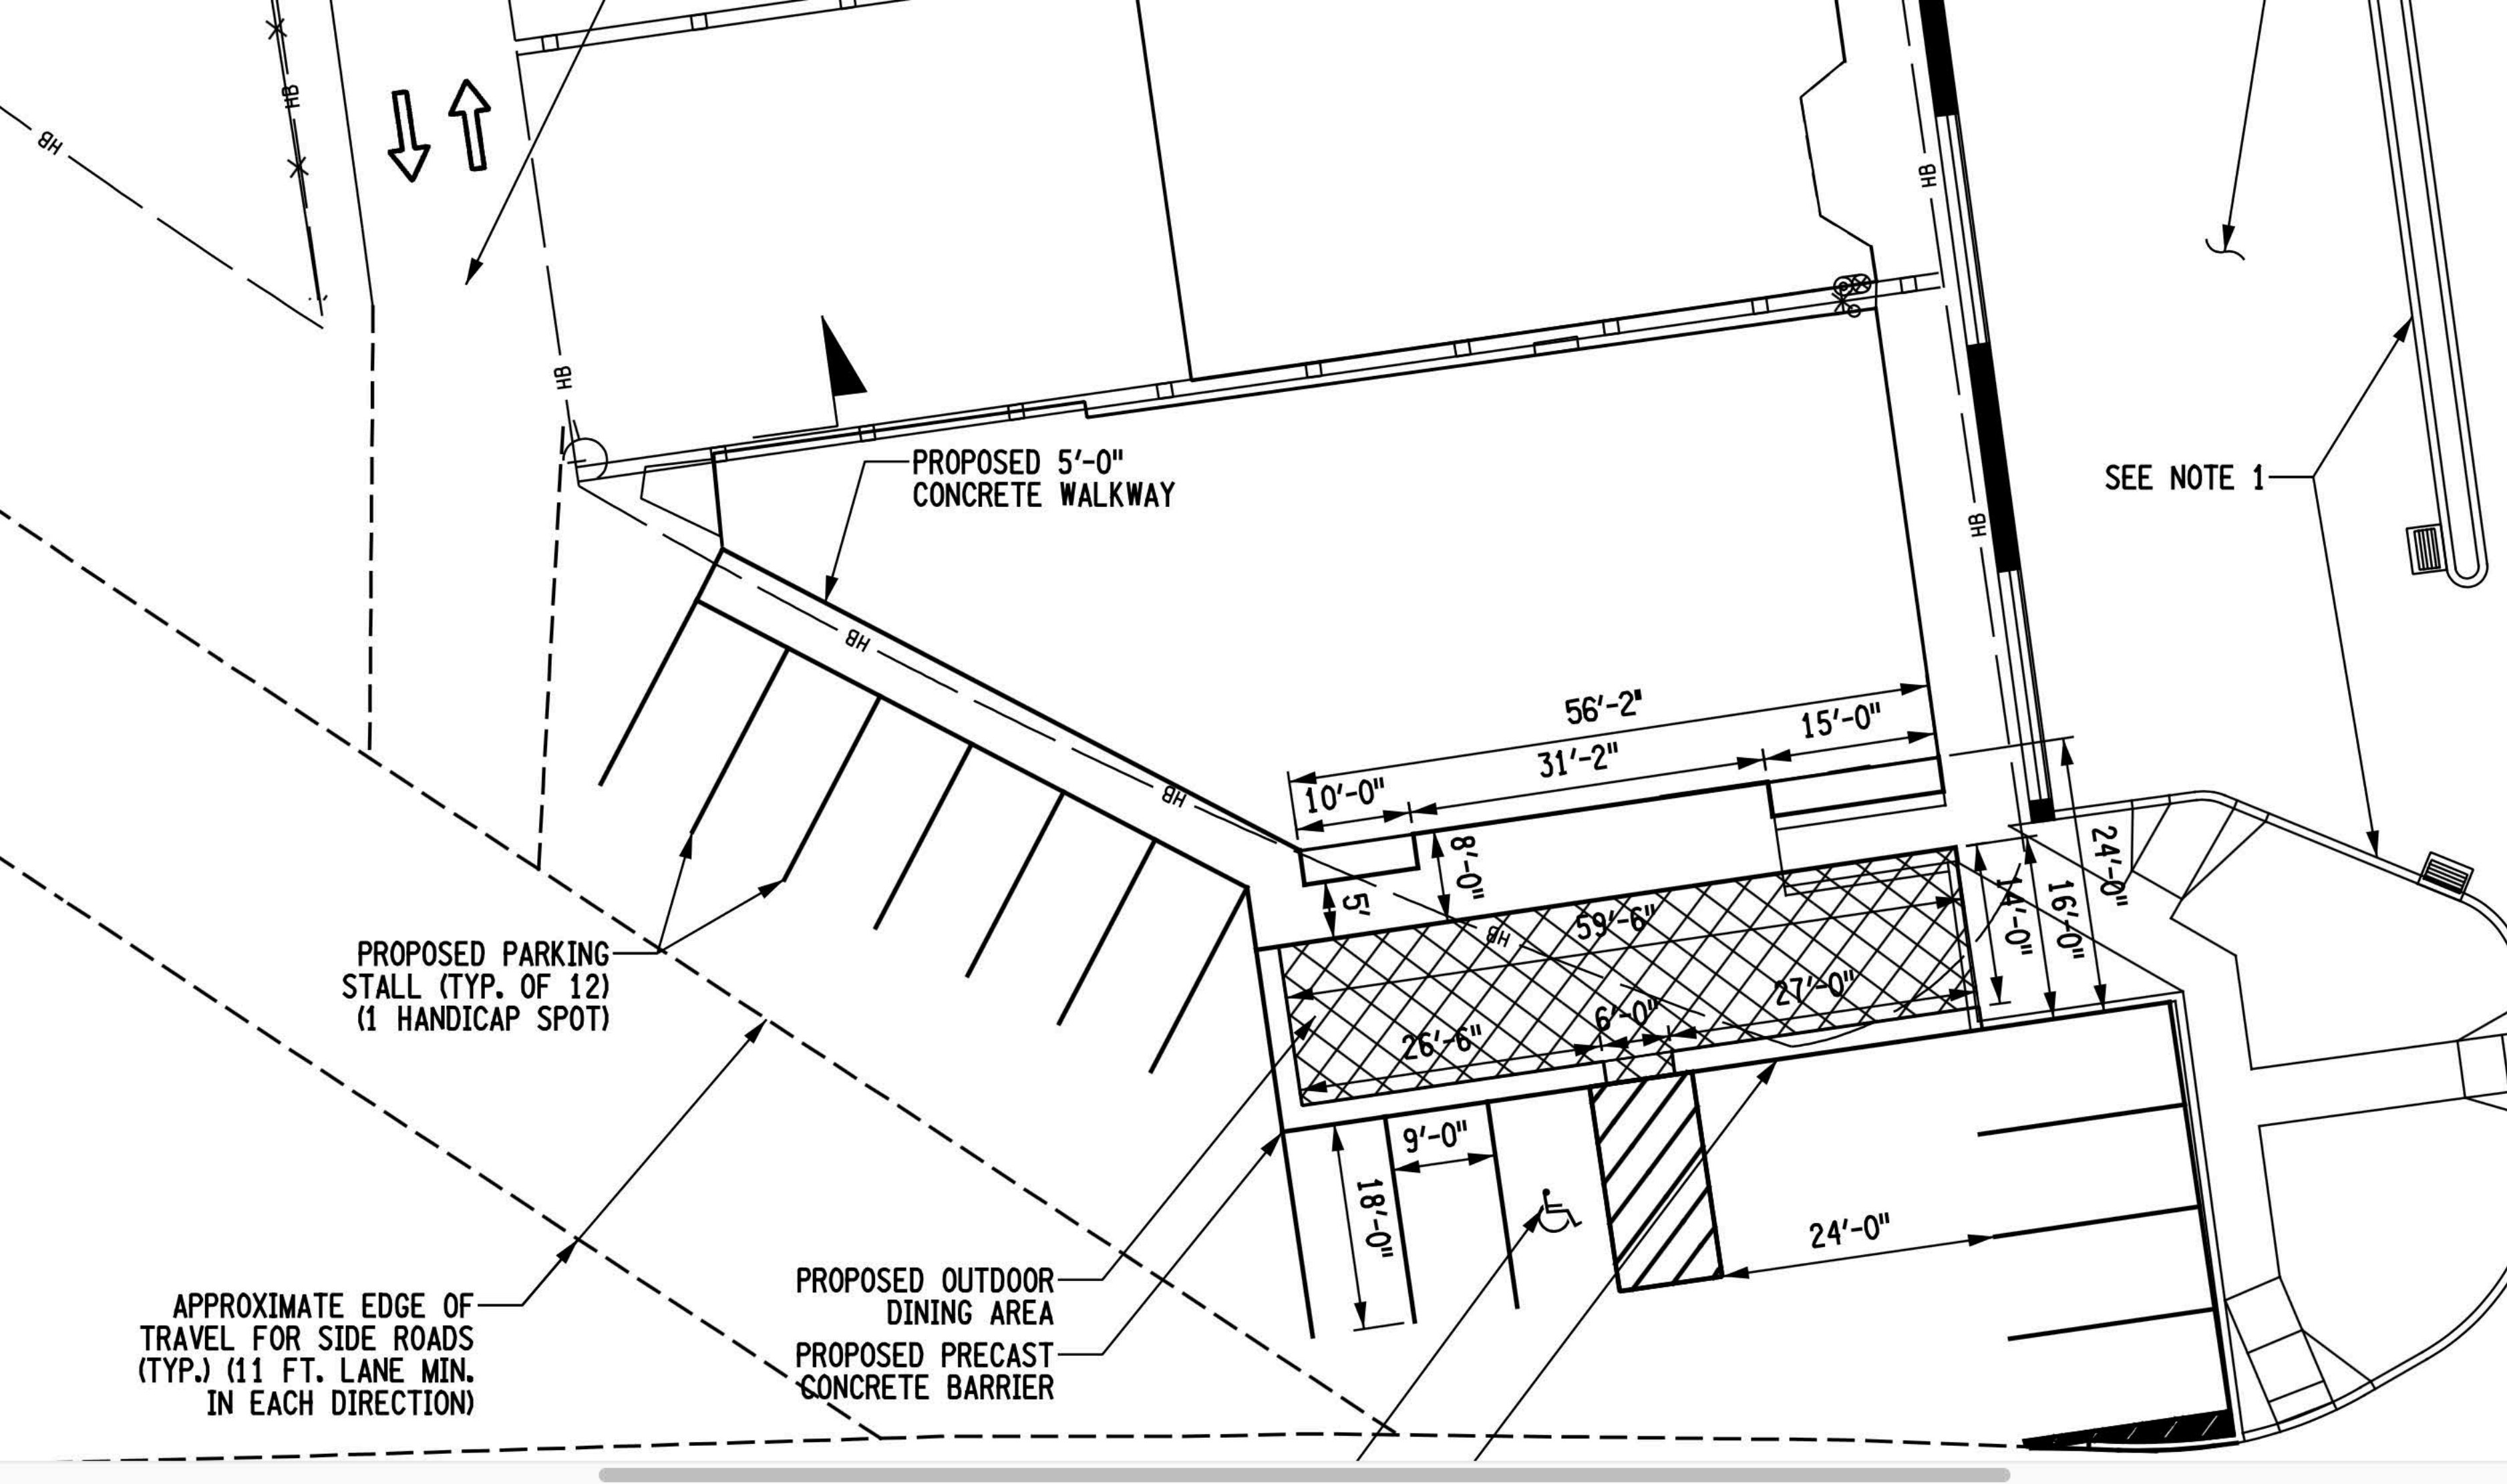 HB
HB
HB
HB
HB
PROPOSED 5'-0"
CONCRETE WALKWAY
SEE NOTE 1
HB
HB
56'-2"
15'-0"
31'-2"
10'-0"
8'-0"
5'
24'-0"
16'-0"
14'-0"
59'-6"
HB
27'-0"
6'-0"
26'-6"
PROPOSED PARKING
STALL (TYP. OF 12)
(1 HANDICAP SPOT)
9'-0"
18'-0"
24'-0"
PROPOSED OUTDOOR
DINING AREA
PROPOSED PRECAST
CONCRETE BARRIER
APPROXIMATE EDGE OF
TRAVEL FOR SIDE ROADS
(TYP.) (11 FT. LANE MIN.
IN EACH DIRECTION)